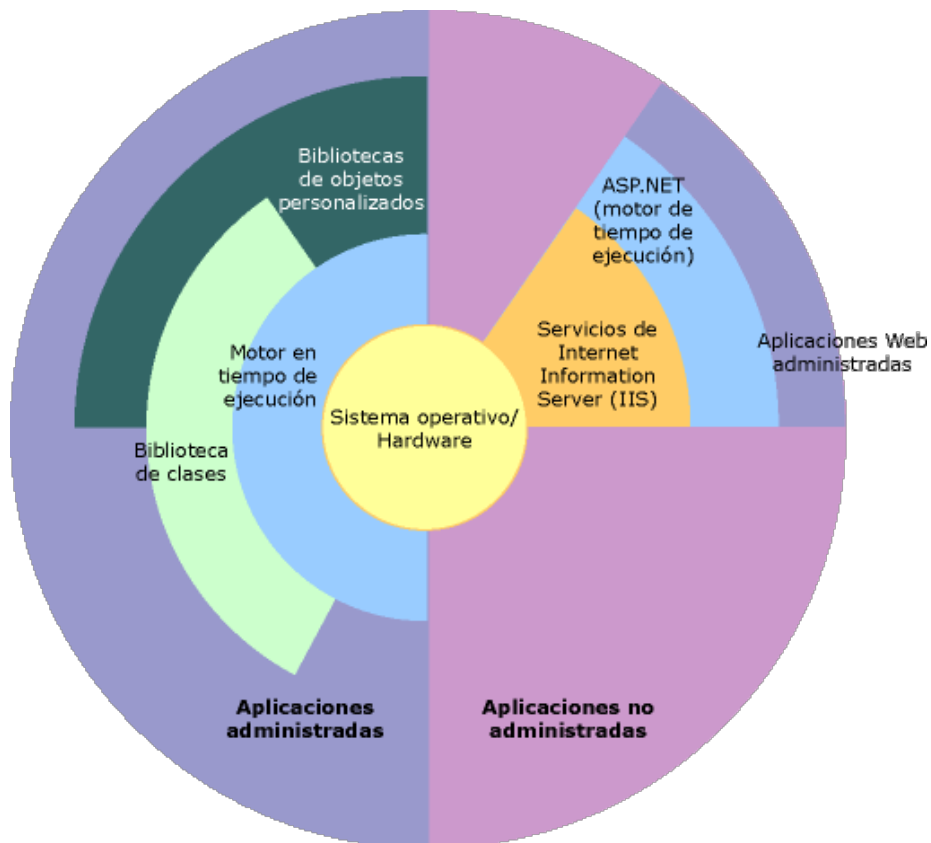 Bibliotecas
de objetos
personalizados
ASP.NET
(motor de
tiempo de
ejecución)
Motor en
tiempo de
ejecución
Servicios de
Internet
Information
Server (IIS)
Aplicaciones Web
administradas
Sistema operativo/
Hardware
Biblioteca
de clases
Aplicaciones
administradas
Aplicaciones no
administradas